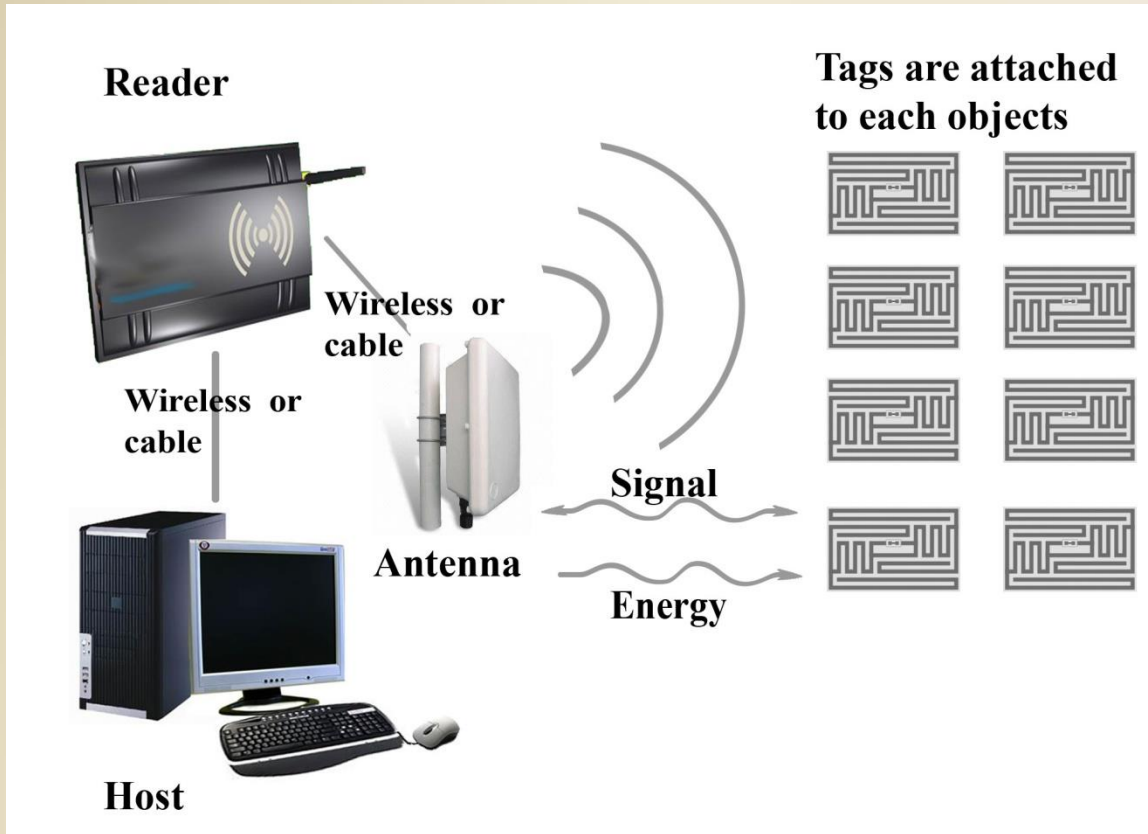 Reader
Tags are attached
to each objects
Wireless or
cable
Wireless or
cable
Signal
Antenna
Energy
Host